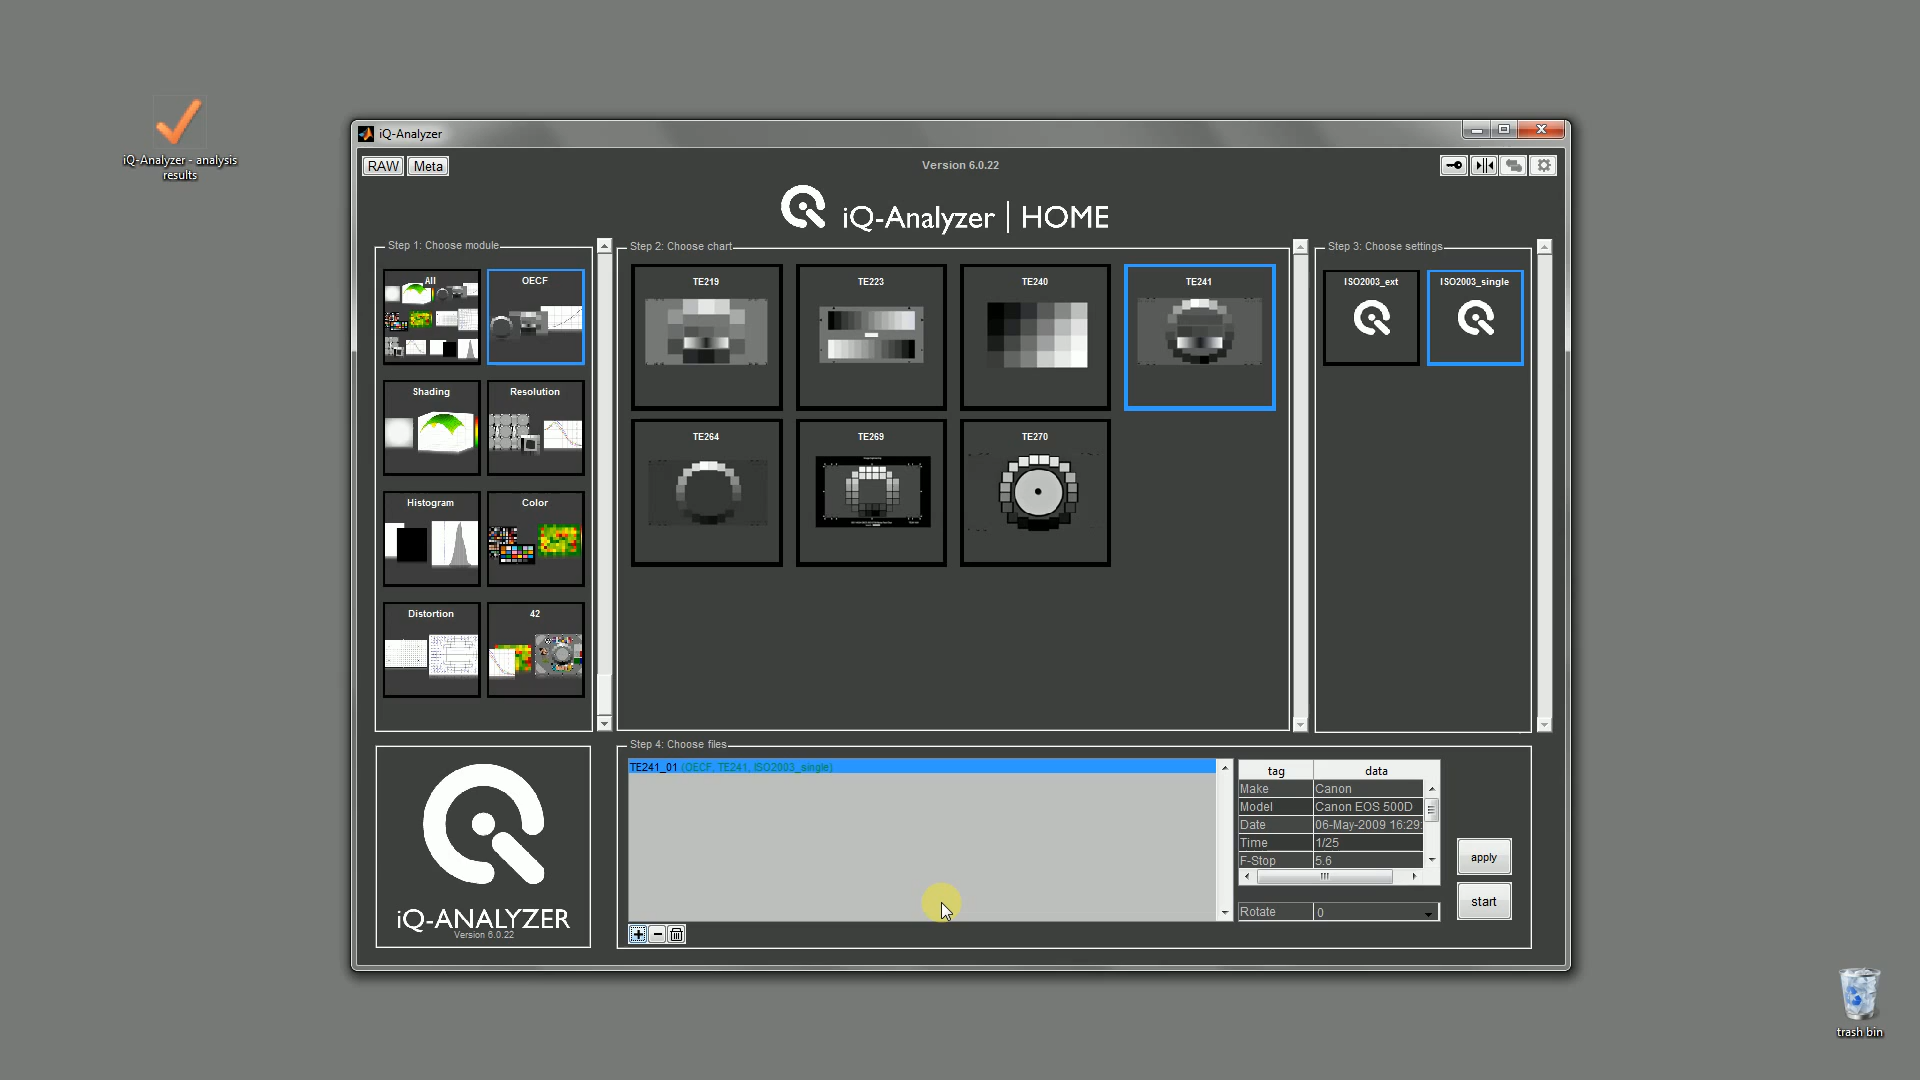 iQ-Analyzer - analysis
results
iQ-Analyzer
RAW
Meta
Version 6.0.22
iQ-Analyzer | HOME
Step 1: Choose module
All
OECF
Shading
Resolution
Histogram
Color
Distortion
42
Step 2: Choose chart
TE219
TE223
TE240
TE241
TE264
TE269
TE270
Step 3: Choose settings
ISO2003_ext
ISO2003_single
iQ-ANALYZER
Version 6.0.22
Step 4: Choose files
TE241_01 (OECF, TE241, ISO2003_single)
tag data
Make Canon
Model Canon EOS 500D
Date 06-May-2009 16:29:
Time 1/25
F-Stop 5.6
Rotate 0
apply
start
trash bin